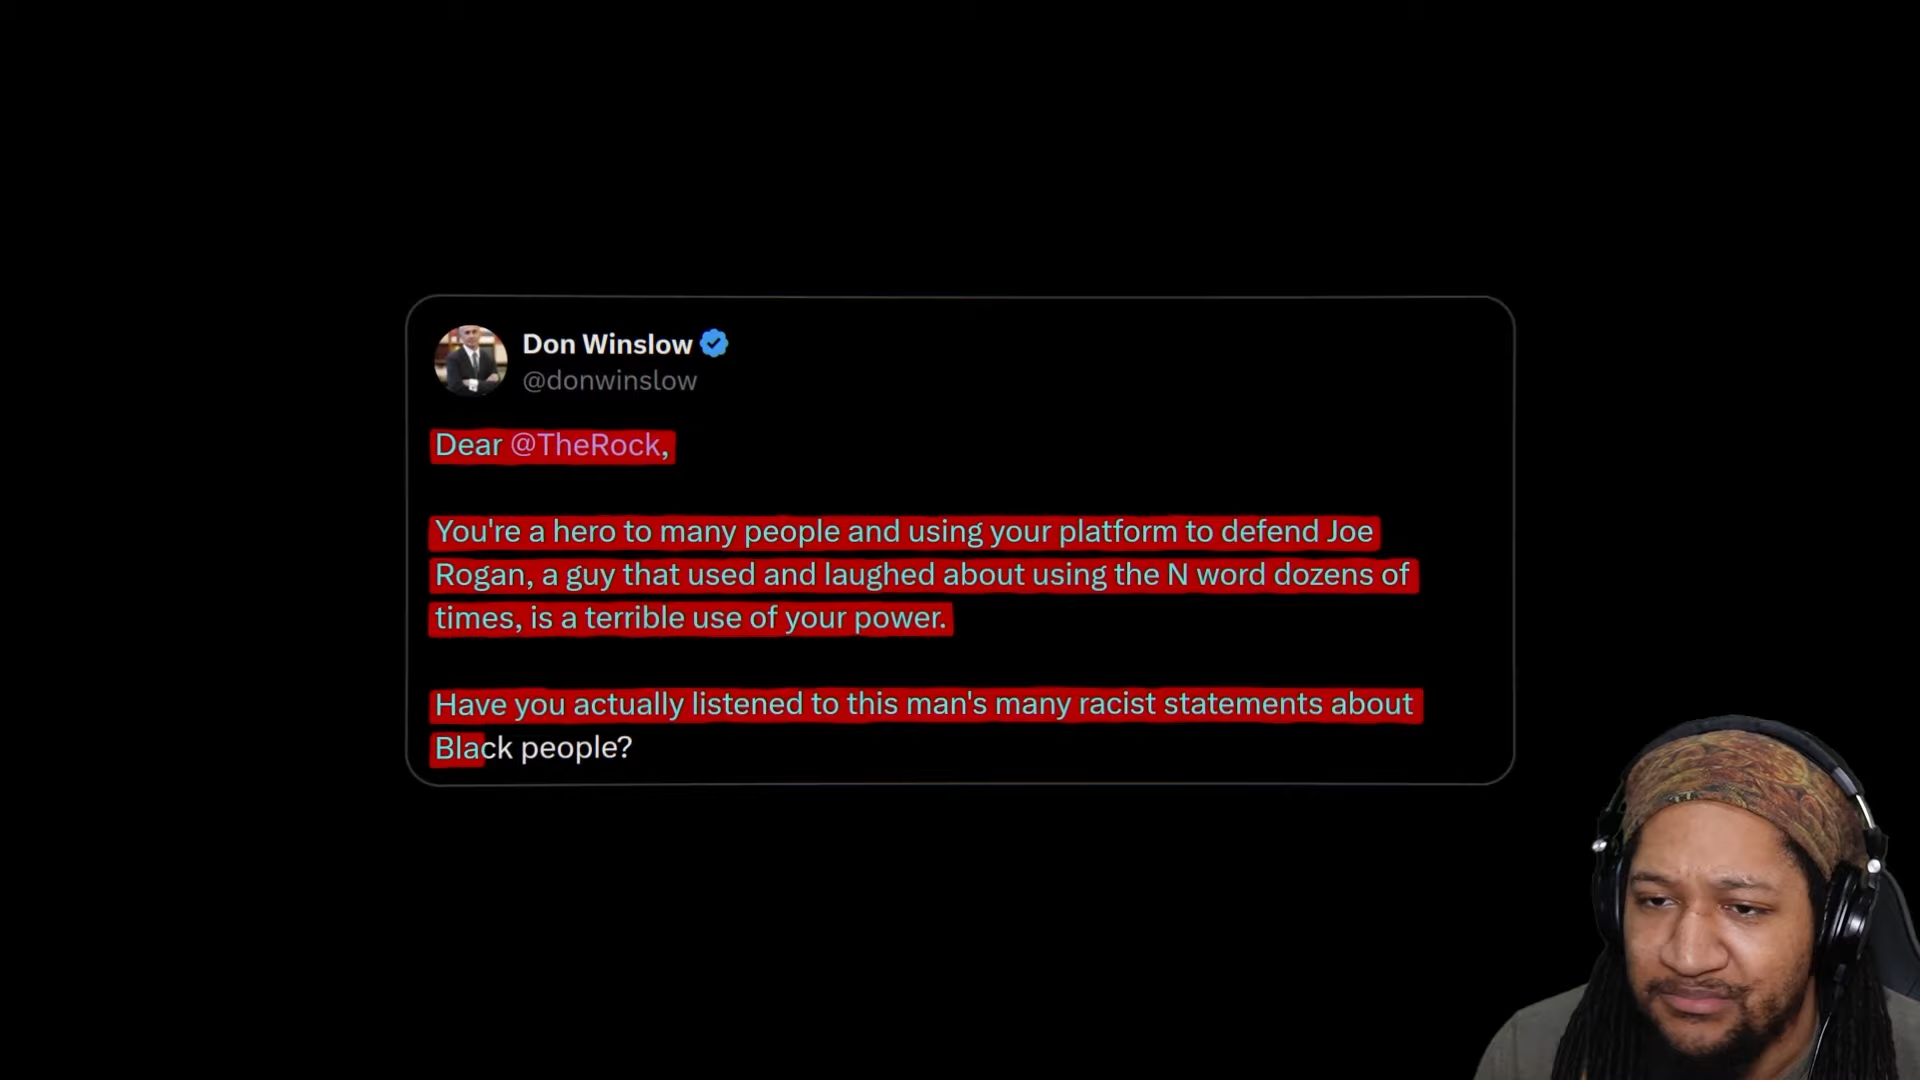 Don Winslow
@donwinslow
Dear @TheRock,
You're a hero to many people and using your platform to defend Joe
Rogan, a guy that used and laughed about using the N word dozens of
times, is a terrible use of your power.
Have you actually listened to this man's many racist statements about
Black people?